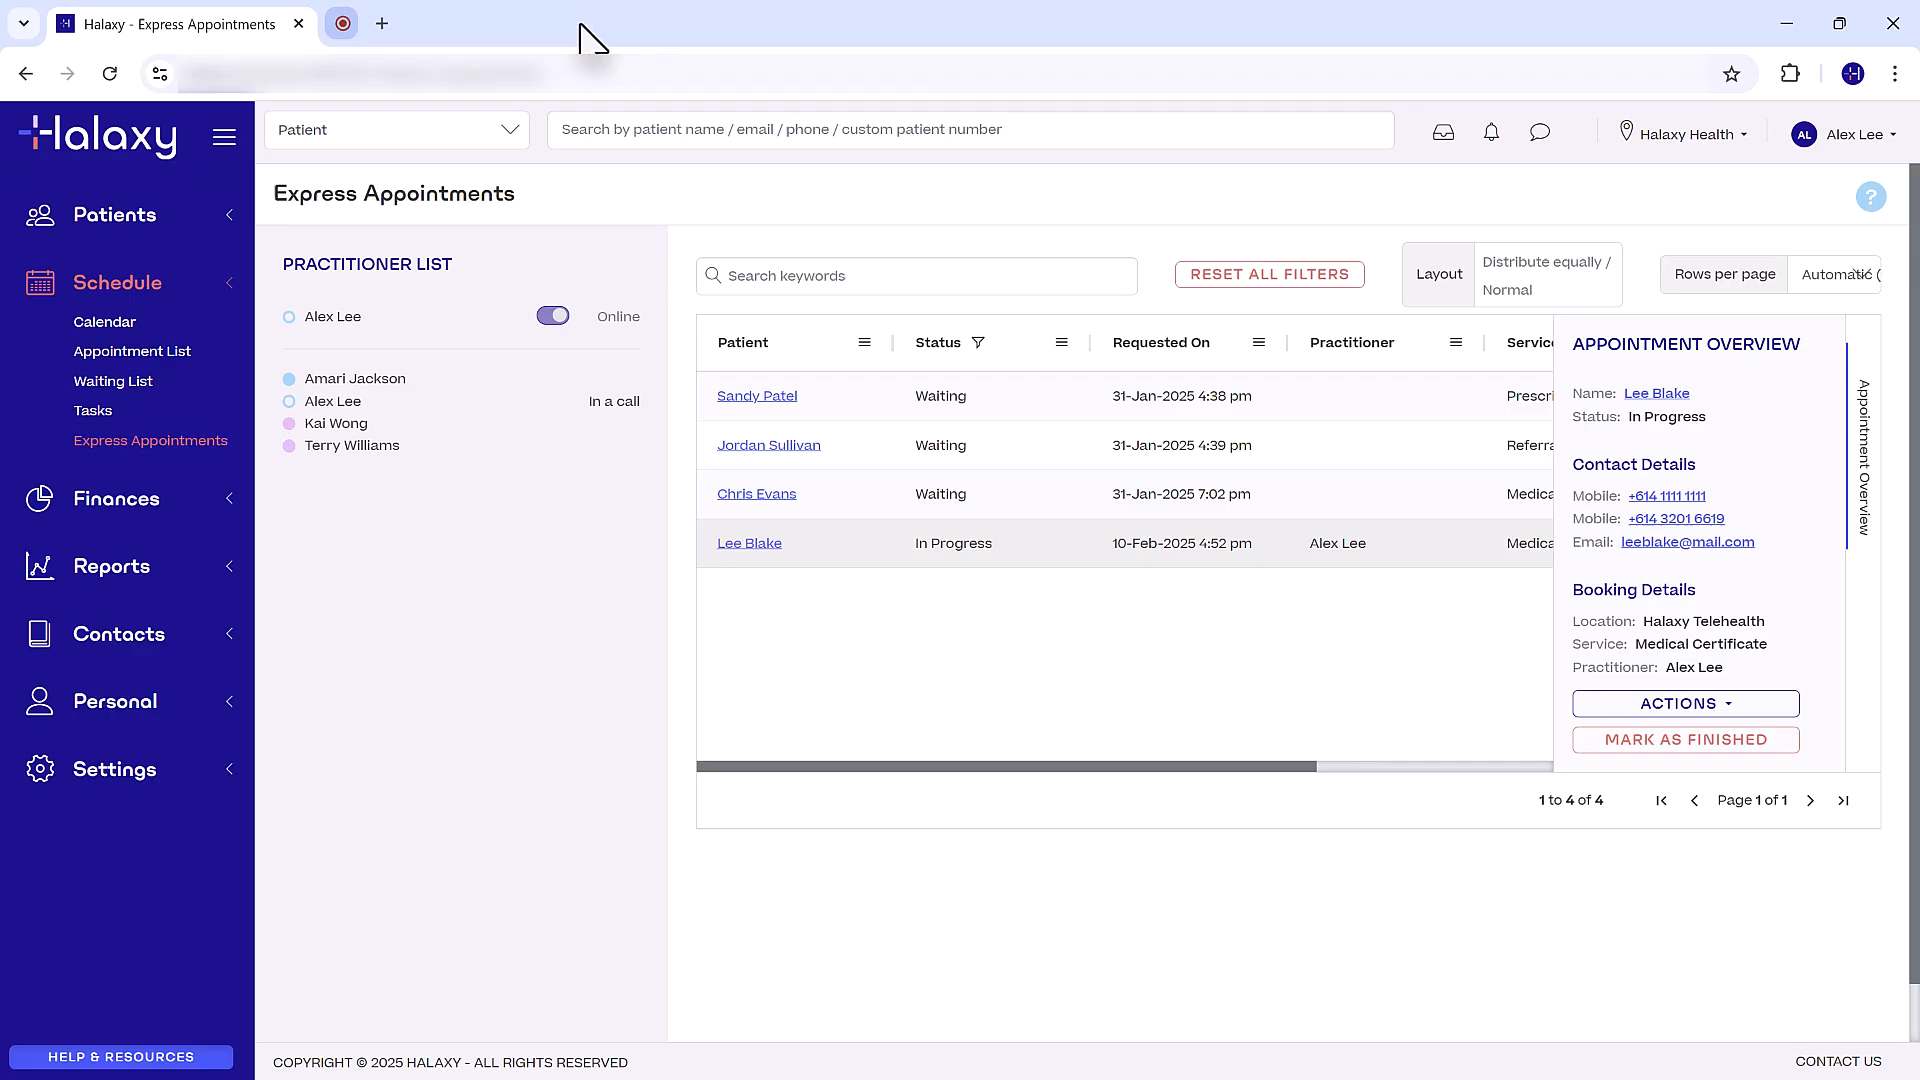 Halaxy - Express Appointments
Halaxy
Patient
Search by patient name / email / phone / custom patient number
Halaxy Health
AL
Alex Lee
Patients
Schedule
Calendar
Appointment List
Waiting List
Tasks
Express Appointments
Finances
Reports
Contacts
Personal
Settings
HELP & RESOURCES
Express Appointments
?
PRACTITIONER LIST
Alex Lee
Online
Amari Jackson
Alex Lee
In a call
Kai Wong
Terry Williams
Search keywords
RESET ALL FILTERS
Layout
Distribute equally /
Normal
Rows per page
Automatic (
Patient
Status
Requested On
Practitioner
Service
Sandy Patel
Waiting
31-Jan-2025 4:38 pm
Prescri
Jordan Sullivan
Waiting
31-Jan-2025 4:39 pm
Referra
Chris Evans
Waiting
31-Jan-2025 7:02 pm
Medica
Lee Blake
In Progress
10-Feb-2025 4:52 pm
Alex Lee
Medica
APPOINTMENT OVERVIEW
Name: Lee Blake
Status: In Progress
Contact Details
Mobile: +614 1111 1111
Mobile: +614 3201 6619
Email: leeblake@mail.com
Booking Details
Location: Halaxy Telehealth
Service: Medical Certificate
Practitioner: Alex Lee
ACTIONS
MARK AS FINISHED
Appointment Overview
1 to 4 of 4
Page 1 of 1
COPYRIGHT © 2025 HALAXY - ALL RIGHTS RESERVED
CONTACT US